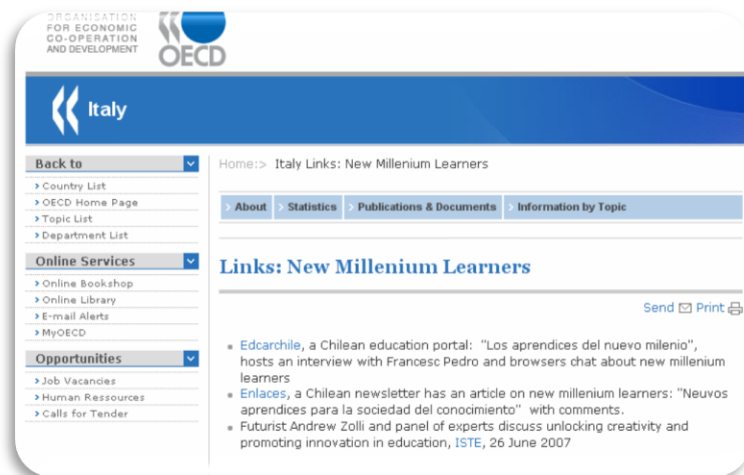 ORGANISATION
FOR ECONOMIC
CO-OPERATION
AND DEVELOPMENT
OECD
Italy
Back to
Country List
OECD Home Page
Topic List
Department List
Online Services
Online Bookshop
Online Library
E-mail Alerts
MyOECD
Opportunities
Job Vacancies
Human Ressources
Calls for Tender
Home:> Italy Links: New Millenium Learners
> About > Statistics > Publications & Documents > Information by Topic
Links: New Millenium Learners
Send Print
Edcarchile, a Chilean education portal: "Los aprendices del nuevo milenio",
hosts an interview with Francesc Pedro and browsers chat about new millenium
learners
Enlaces, a Chilean newsletter has an article on new millenium learners: "Neuvos
aprendices para la sociedad del conocimiento" with comments.
Futurist Andrew Zolli and panel of experts discuss unlocking creativity and
promoting innovation in education, ISTE, 26 June 2007